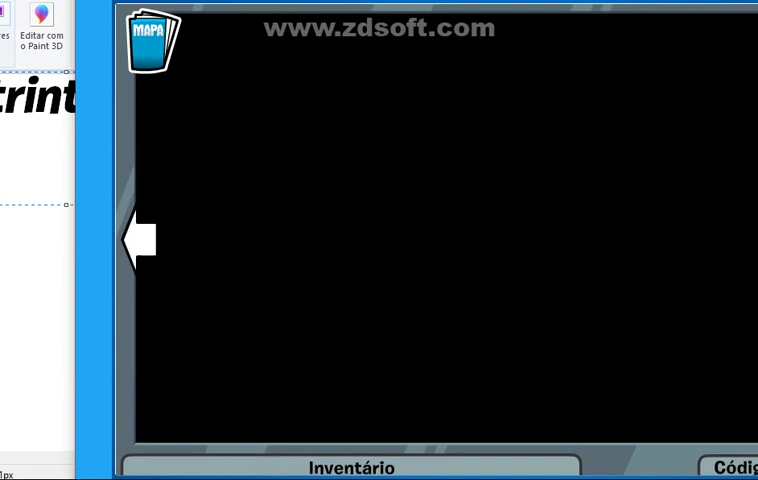 res
Editar com
o Paint 3D
MAPA
www.zdsoft.com
trint
Inventário
Códig
1px